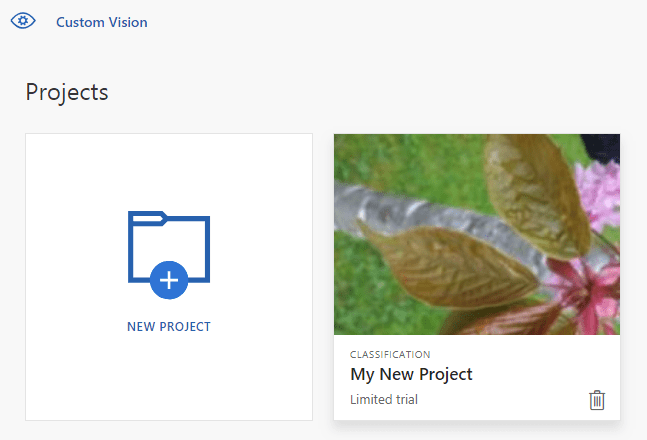 Custom Vision
Projects
NEW PROJECT
CLASSIFICATION
My New Project
Limited trial